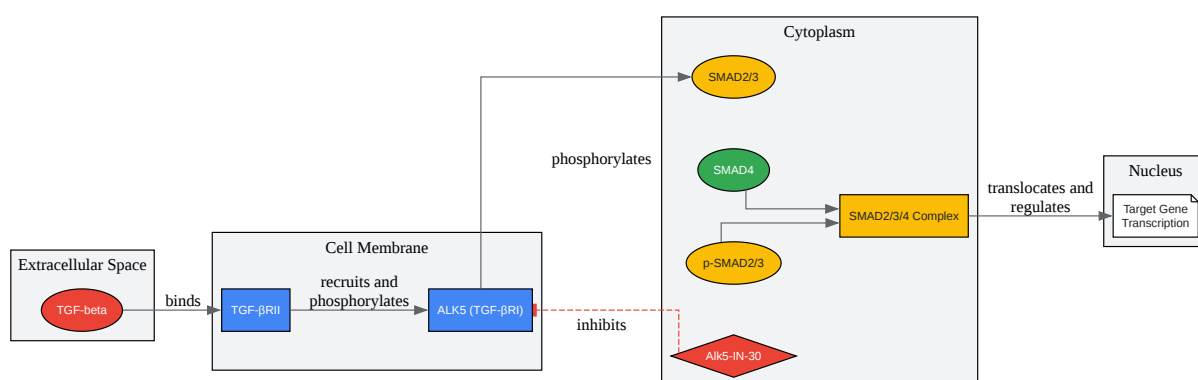 Cytoplasm
SMAD2/3
phosphorylates
SMAD4
Nucleus
translocates and
regulates
SMAD2/3/4 Complex
Target Gene
Transcription
Cell Membrane
Extracellular Space
p-SMAD2/3
recruits and
phosphorylates
TGF-beta
binds
TGF-βRII
ALK5 (TGF-βRI)
inhibits
Alk5-IN-30